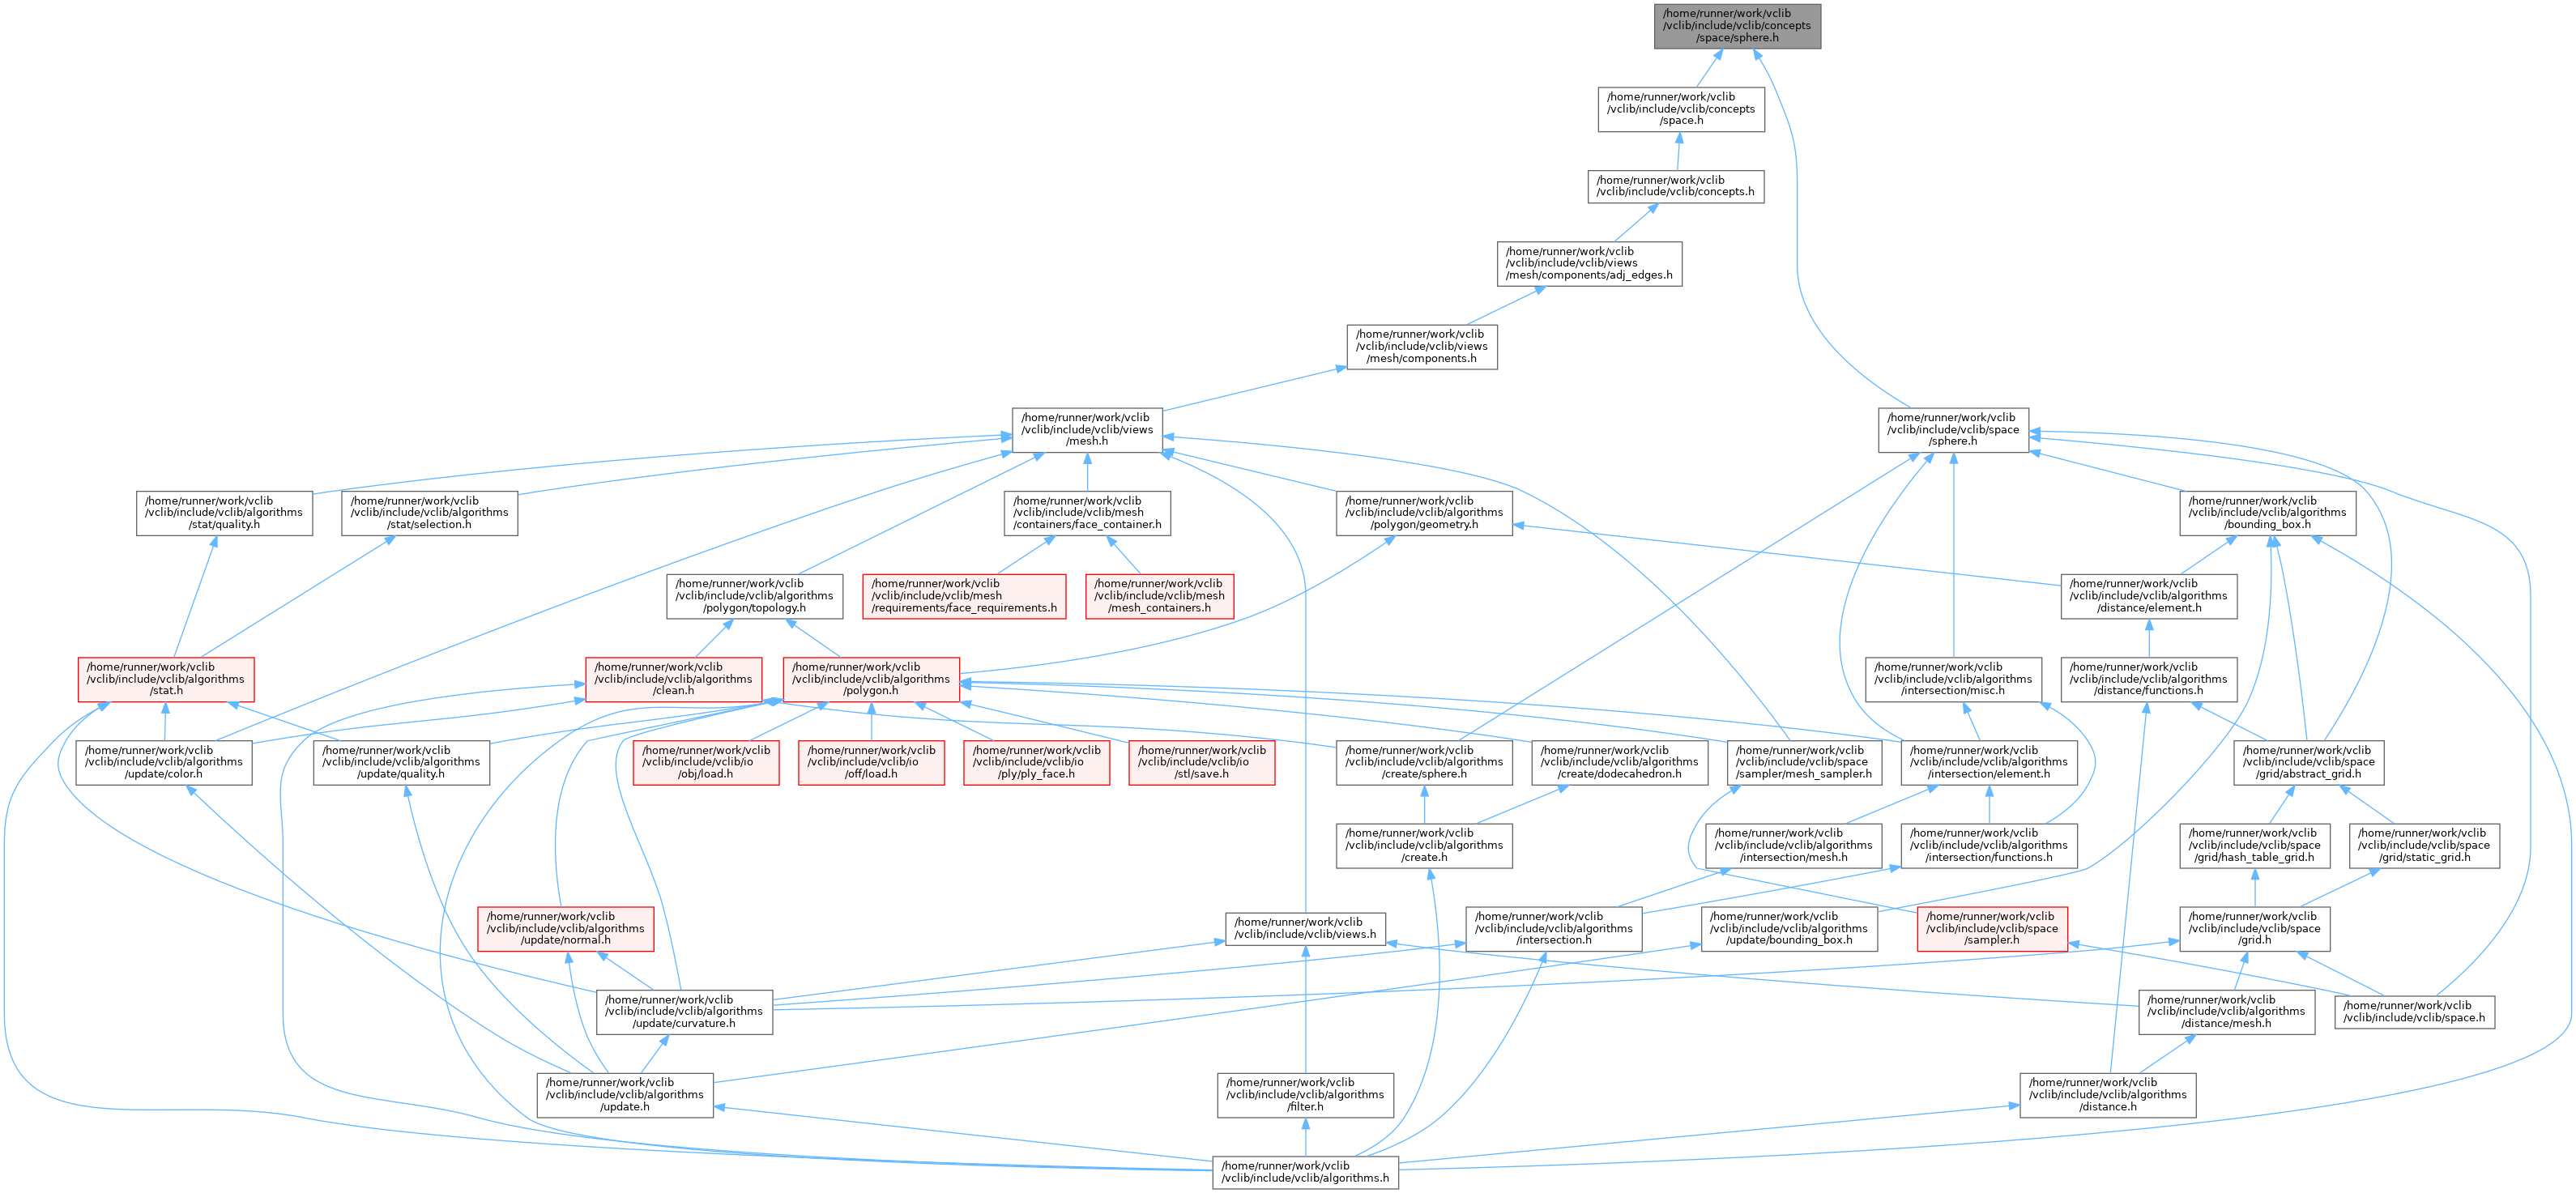 /home/runner/work/vclib
/vclib/include/vclib/concepts
/space/sphere.h
/home/runner/work/vclib
/vclib/include/vclib/concepts
/space.h
/home/runner/work/vclib
/vclib/include/vclib/concepts.h
/home/runner/work/vclib
/vclib/include/vclib/views
/mesh/components/adj_edges.h
/home/runner/work/vclib
/vclib/include/vclib/views
/mesh/components.h
/home/runner/work/vclib
/vclib/include/vclib/views
/mesh.h
/home/runner/work/vclib
/vclib/include/vclib/space
/sphere.h
/home/runner/work/vclib
/vclib/include/vclib/algorithms
/stat/quality.h
/home/runner/work/vclib
/vclib/include/vclib/algorithms
/stat/selection.h
/home/runner/work/vclib
/vclib/include/vclib/mesh
/containers/face_container.h
/home/runner/work/vclib
/vclib/include/vclib/algorithms
/polygon/geometry.h
/home/runner/work/vclib
/vclib/include/vclib/algorithms
/bounding_box.h
/home/runner/work/vclib
/vclib/include/vclib/algorithms
/polygon/topology.h
/home/runner/work/vclib
/vclib/include/vclib/mesh
/requirements/face_requirements.h
/home/runner/work/vclib
/vclib/include/vclib/mesh
/mesh_containers.h
/home/runner/work/vclib
/vclib/include/vclib/algorithms
/distance/element.h
/home/runner/work/vclib
/vclib/include/vclib/algorithms
/stat.h
/home/runner/work/vclib
/vclib/include/vclib/algorithms
/clean.h
/home/runner/work/vclib
/vclib/include/vclib/algorithms
/polygon.h
/home/runner/work/vclib
/vclib/include/vclib/algorithms
/intersection/misc.h
/home/runner/work/vclib
/vclib/include/vclib/algorithms
/distance/functions.h
/home/runner/work/vclib
/vclib/include/vclib/algorithms
/update/color.h
/home/runner/work/vclib
/vclib/include/vclib/algorithms
/update/quality.h
/home/runner/work/vclib
/vclib/include/vclib/io
/obj/load.h
/home/runner/work/vclib
/vclib/include/vclib/io
/off/load.h
/home/runner/work/vclib
/vclib/include/vclib/io
/ply/ply_face.h
/home/runner/work/vclib
/vclib/include/vclib/io
/stl/save.h
/home/runner/work/vclib
/vclib/include/vclib/algorithms
/create/sphere.h
/home/runner/work/vclib
/vclib/include/vclib/algorithms
/create/dodecahedron.h
/home/runner/work/vclib
/vclib/include/vclib/space
/sampler/mesh_sampler.h
/home/runner/work/vclib
/vclib/include/vclib/algorithms
/intersection/element.h
/home/runner/work/vclib
/vclib/include/vclib/space
/grid/abstract_grid.h
/home/runner/work/vclib
/vclib/include/vclib/algorithms
/create.h
/home/runner/work/vclib
/vclib/include/vclib/algorithms
/intersection/mesh.h
/home/runner/work/vclib
/vclib/include/vclib/algorithms
/intersection/functions.h
/home/runner/work/vclib
/vclib/include/vclib/space
/grid/hash_table_grid.h
/home/runner/work/vclib
/vclib/include/vclib/space
/grid/static_grid.h
/home/runner/work/vclib
/vclib/include/vclib/algorithms
/update/normal.h
/home/runner/work/vclib
/vclib/include/vclib/views.h
/home/runner/work/vclib
/vclib/include/vclib/algorithms
/intersection.h
/home/runner/work/vclib
/vclib/include/vclib/algorithms
/update/bounding_box.h
/home/runner/work/vclib
/vclib/include/vclib/space
/sampler.h
/home/runner/work/vclib
/vclib/include/vclib/space
/grid.h
/home/runner/work/vclib
/vclib/include/vclib/algorithms
/update/curvature.h
/home/runner/work/vclib
/vclib/include/vclib/algorithms
/distance/mesh.h
/home/runner/work/vclib
/vclib/include/vclib/space.h
/home/runner/work/vclib
/vclib/include/vclib/algorithms
/update.h
/home/runner/work/vclib
/vclib/include/vclib/algorithms
/filter.h
/home/runner/work/vclib
/vclib/include/vclib/algorithms
/distance.h
/home/runner/work/vclib
/vclib/include/vclib/algorithms.h